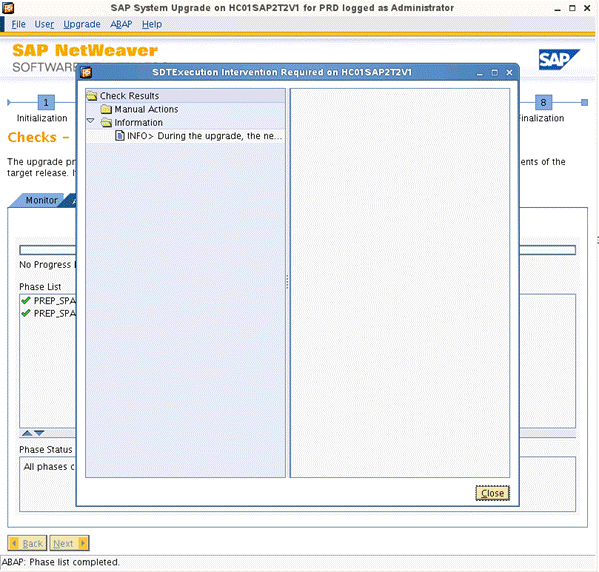 SAP System Upgrade on HC01SAP2T2V1 for PRD logged as Administrator
File User Upgrade ABAP Help
SAP NetWeaver
SOFTWARE
SAP
SDTExecution Intervention Required on HC01SAP2T2V1
Check Results
Manual Actions
Information
INFO> During the upgrade, the ne...
1
8
Initialization
Finalization
Checks –
The upgrade pr
ents of the
target release. I
Monitor
No Progress
Phase List
PREP_SPA
PREP_SPA
Phase Status
All phases c
Close
Back Next
ABAP: Phase list completed.